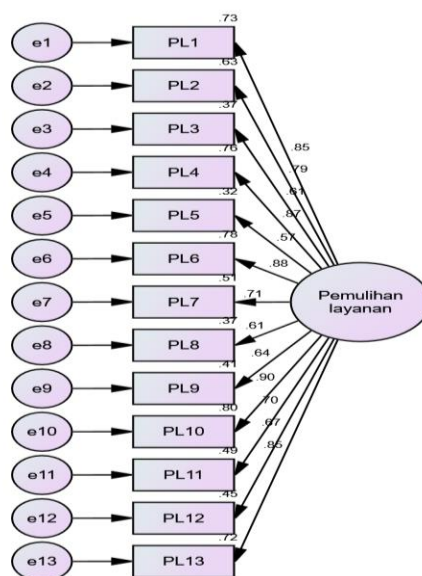 .73
e1 PL1
.63
e2 PL2
.37
e3 PL3
.76
e4 PL4
.32
e5 PL5
.78
e6 PL6
.51
e7 PL7
.37
e8 PL8
.41
e9 PL9
.80
e10 PL10
.49
e11 PL11
.45
e12 PL12
.72
e13 PL13
.85
.79
.61
.87
.57
.88
.71
.61
.64
.90
.70
.67
.85
Pemulihan
layanan